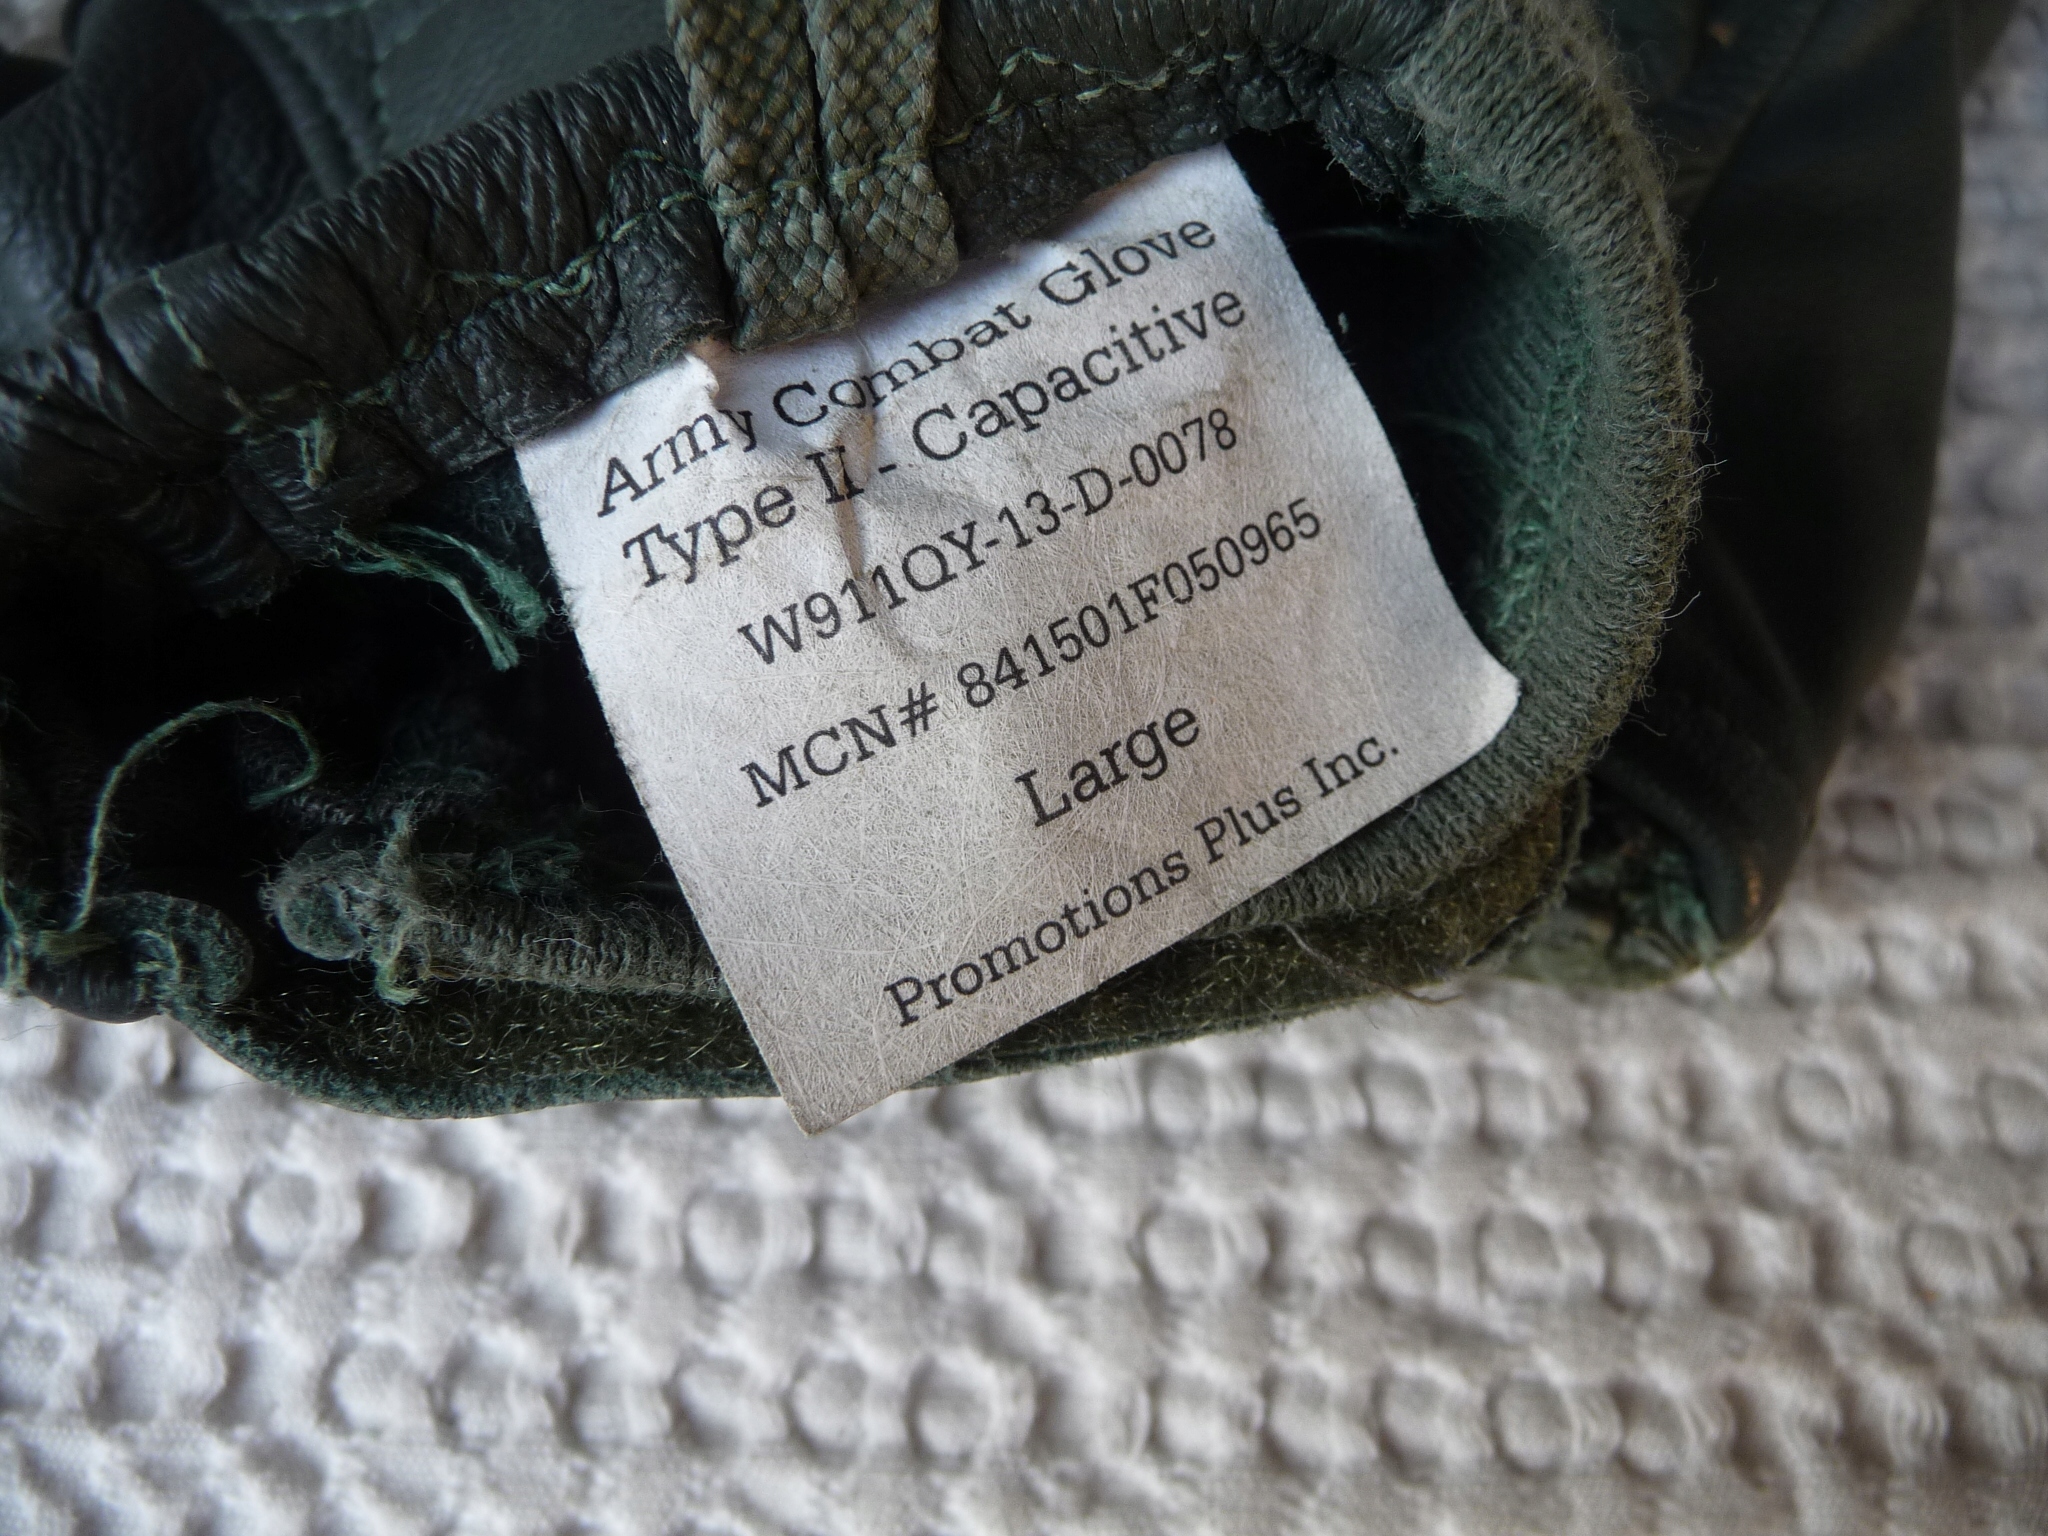 Army Combat Glove
Type II - Capacitive
W911QY-13-D-0078
MCN# 841501F050965
Large
Promotions Plus Inc.